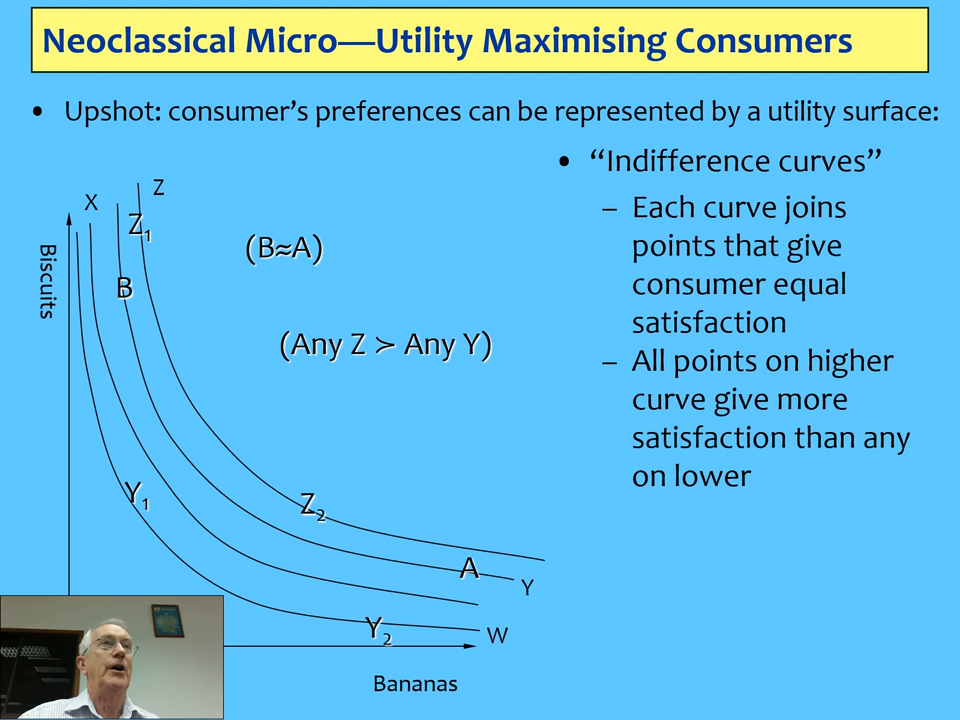 Neoclassical Micro—Utility Maximising Consumers
• Upshot: consumer’s preferences can be represented by a utility surface:
• “Indifference curves”
– Each curve joins
points that give
consumer equal
satisfaction
– All points on higher
curve give more
satisfaction than any
on lower
X
Z
Z₁
(B≈A)
Biscuits
B
(Any Z ≻ Any Y)
Y₁
Z₂
A
Y
Y₂
W
Bananas